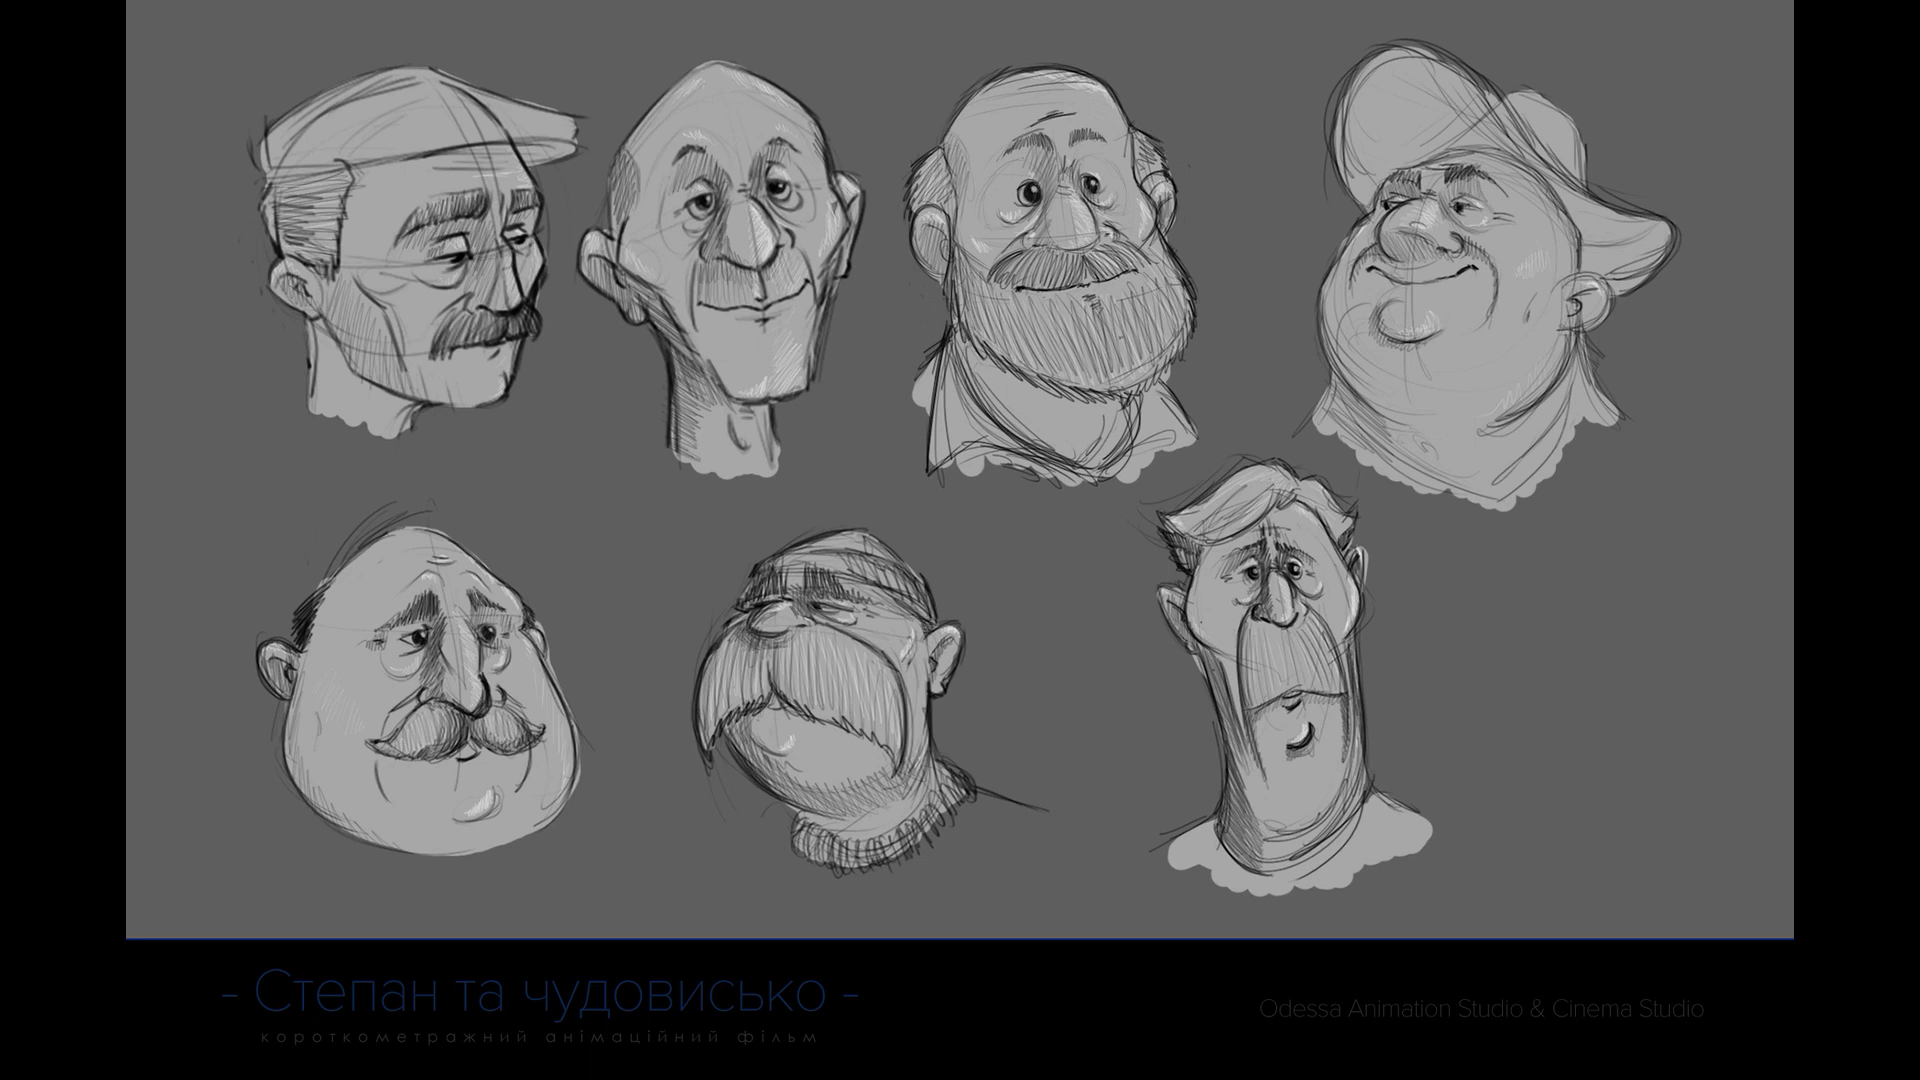 - Степан та чудовисько -
короткометражний анімаційний фільм
Odessa Animation Studio & Cinema Studio